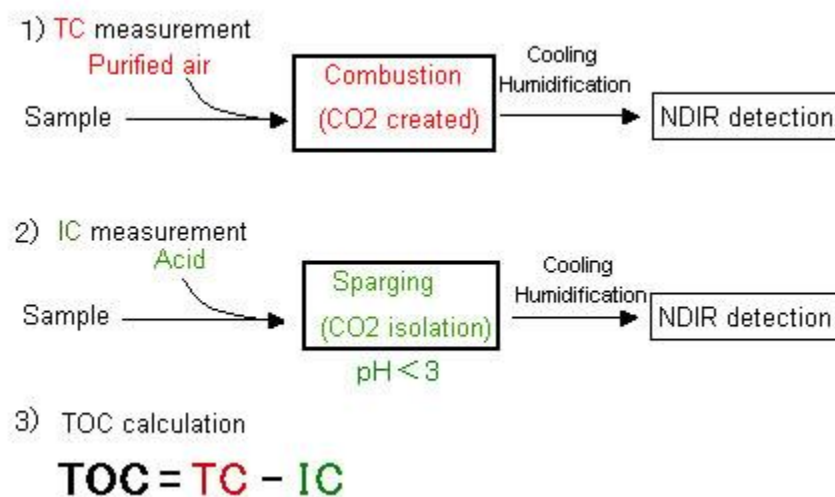 1) TC measurement
Purified air
Sample
Combustion
(CO2 created)
Cooling
Humidification
NDIR detection
2) IC measurement
Acid
Sample
Sparging
(CO2 isolation)
pH < 3
Cooling
Humidification
NDIR detection
3) TOC calculation
TOC = TC - IC